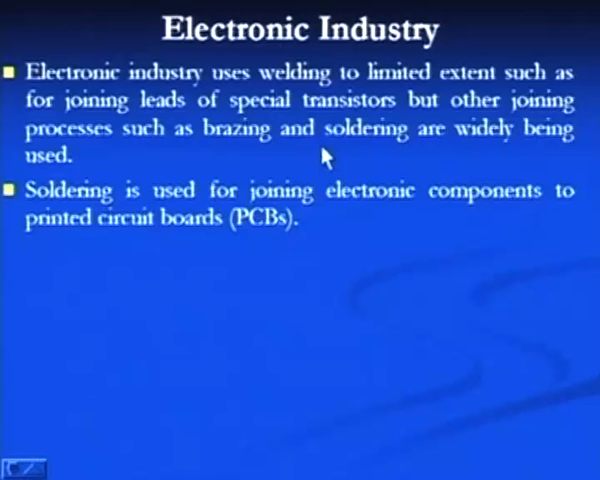 Electronic Industry
Electronic industry uses welding to limited extent such as
for joining leads of special transistors but other joining
processes such as brazing and soldering are widely being
used.
Soldering is used for joining electronic components to
printed circuit boards (PCBs).